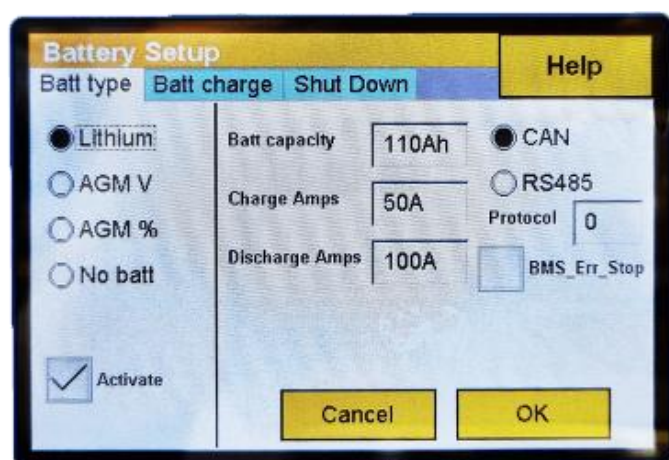 Battery Setup
Help
Batt type Batt charge Shut Down
Lithium
AGM V
AGM %
No batt
Activate
Batt capacity 110Ah
Charge Amps 50A
Discharge Amps 100A
CAN
RS485
Protocol 0
BMS_Err_Stop
Cancel OK